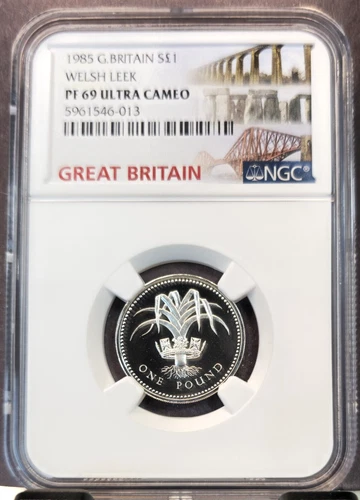 1985 G.BRITAIN S£1
WELSH LEEK
PF 69 ULTRA CAMEO
5961546-013
GREAT BRITAIN
NGC®
ONE POUND